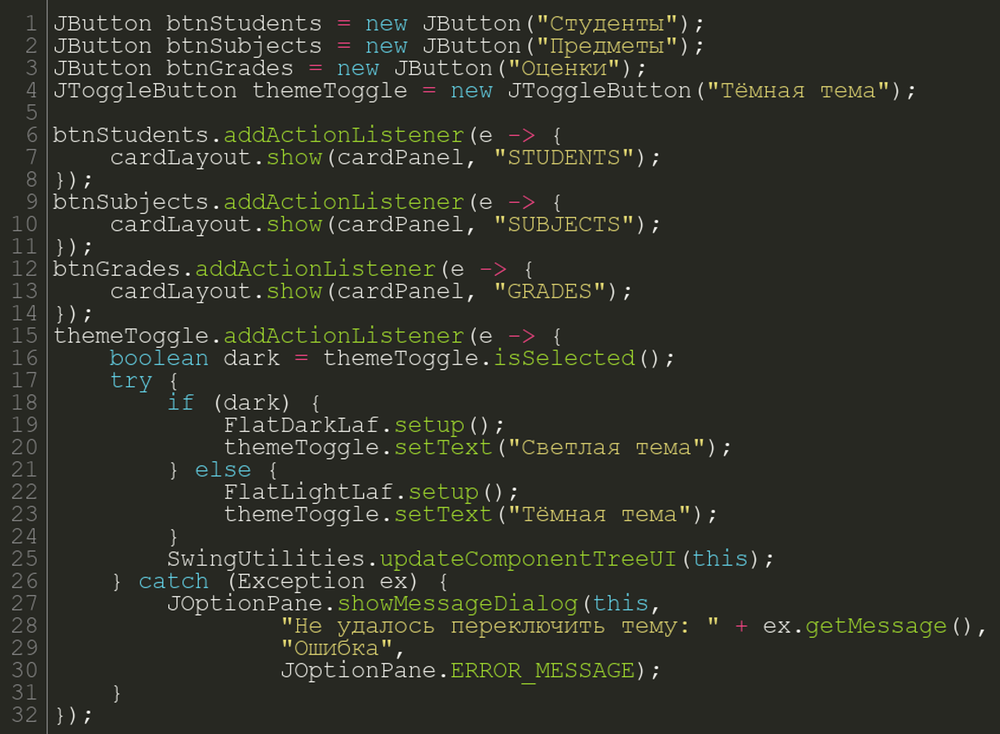 1 JButton btnStudents = new JButton("Студенты");
2 JButton btnSubjects = new JButton("Предметы");
3 JButton btnGrades = new JButton("Оценки");
4 JToggleButton themeToggle = new JToggleButton("Тёмная тема");
5
6 btnStudents.addActionListener(e -> {
7     cardLayout.show(cardPanel, "STUDENTS");
8 });
9 btnSubjects.addActionListener(e -> {
10     cardLayout.show(cardPanel, "SUBJECTS");
11 });
12 btnGrades.addActionListener(e -> {
13     cardLayout.show(cardPanel, "GRADES");
14 });
15 themeToggle.addActionListener(e -> {
16     boolean dark = themeToggle.isSelected();
17     try {
18         if (dark) {
19             FlatDarkLaf.setup();
20             themeToggle.setText("Светлая тема");
21         } else {
22             FlatLightLaf.setup();
23             themeToggle.setText("Тёмная тема");
24         }
25         SwingUtilities.updateComponentTreeUI(this);
26     } catch (Exception ex) {
27         JOptionPane.showMessageDialog(this,
28                 "Не удалось переключить тему: " + ex.getMessage(),
29                 "Ошибка",
30                 JOptionPane.ERROR_MESSAGE);
31     }
32 });